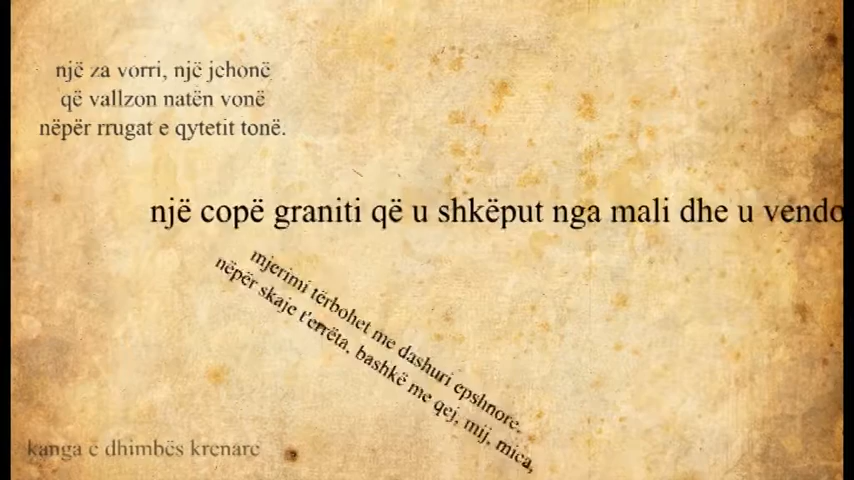 një za vorri, një jehonë
që vallzon natën vonë
nëpër rrugat e qytetit tonë.
një copë graniti që u shkëput nga mali dhe u vendo
mjerimi tërbohet me dashuri epshnore.
nëpër skaje t'errëta. bashkë me qej, mij, mica,
kanga e dhimbës krenare